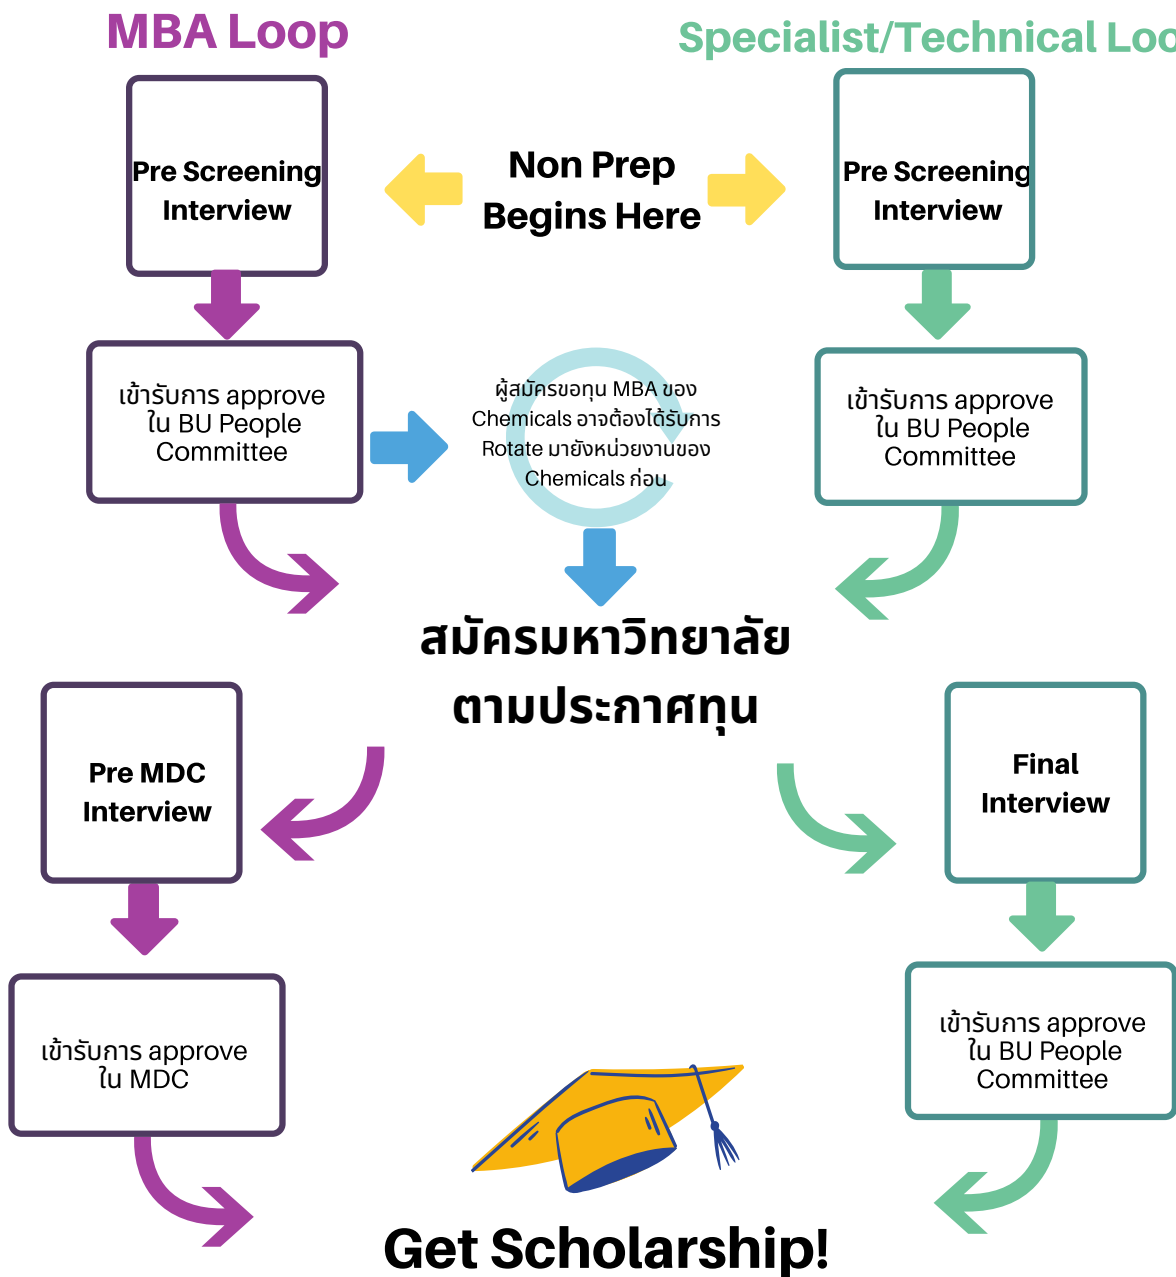 MBA Loop
Specialist/Technical Loo
Pre Screening
Interview
Non Prep
Begins Here
Pre Screening
Interview
เข้ารับการ approve
ใน BU People
Committee
ผู้สมัครขอทุน MBA ของ
Chemicals อาจต้องได้รับการ
Rotate มายังหน่วยงานของ
Chemicals ก่อน
เข้ารับการ approve
ใน BU People
Committee
สมัครมหาวิทยาลัย
ตามประกาศทุน
Pre MDC
Interview
Final
Interview
เข้ารับการ approve
ใน MDC
เข้ารับการ approve
ใน BU People
Committee
Get Scholarship!